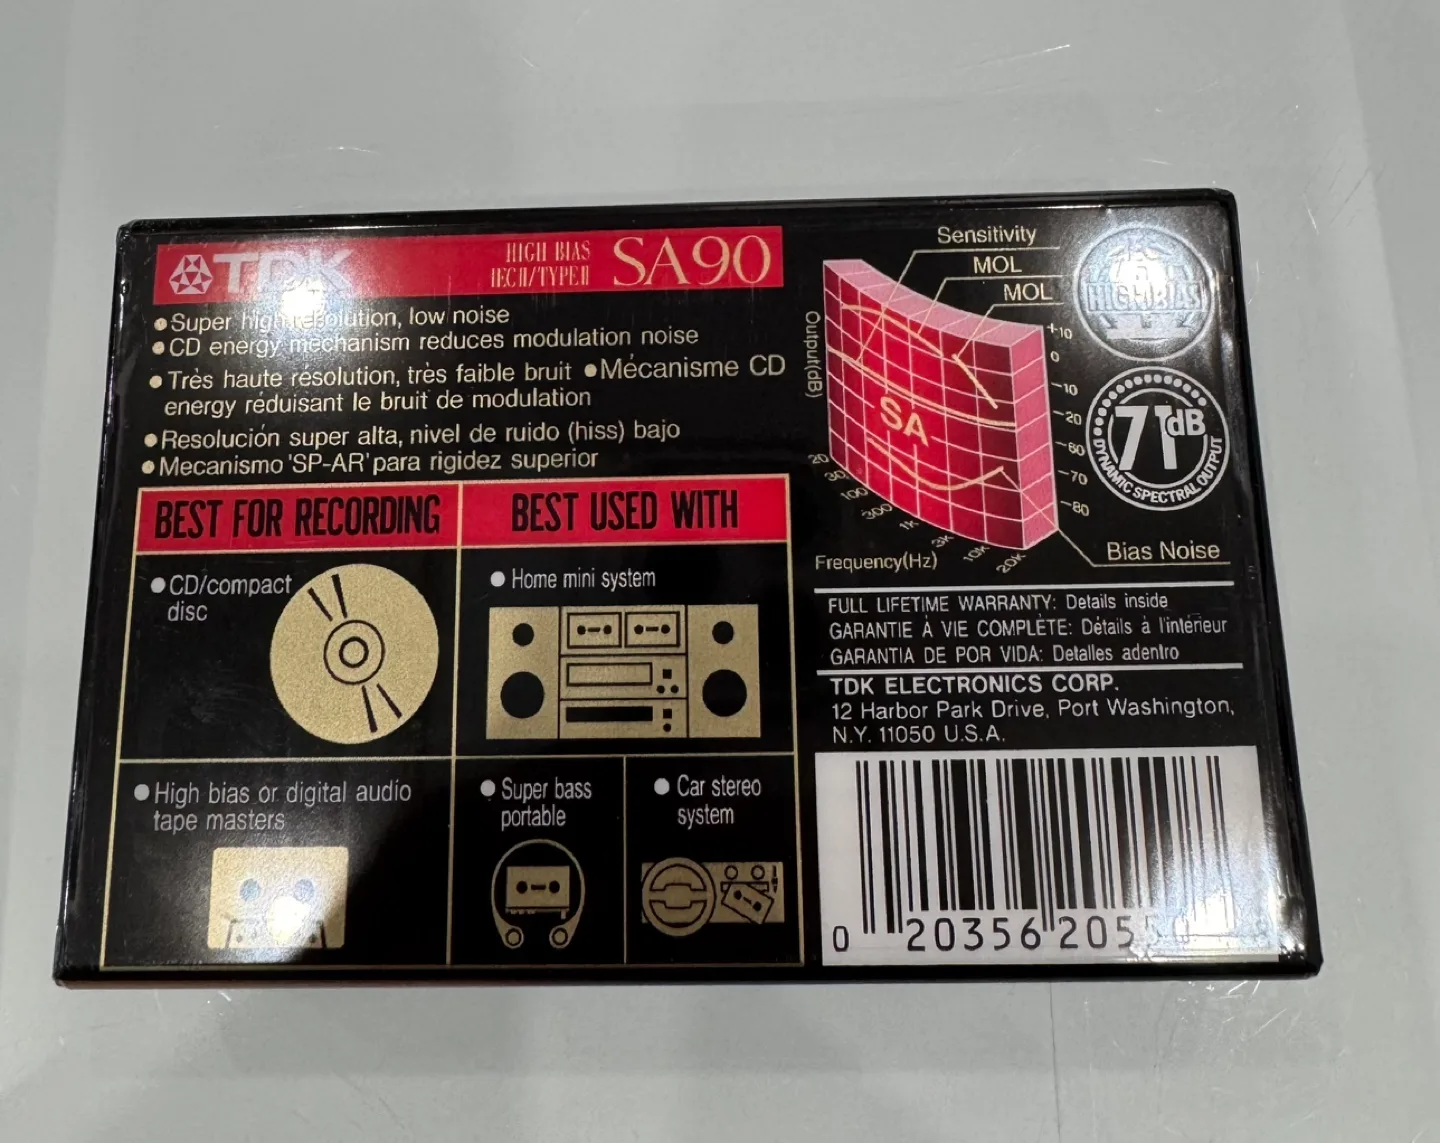 TDK HIGH BIAS SA90
IECII/TYPEII
•Super high resolution, low noise
•CD energy mechanism reduces modulation noise
•Très haute résolution, très faible bruit •Mécanisme CD
energy réduisant le bruit de modulation
•Resolución super alta, nivel de ruido (hiss) bajo
•Mecanismo 'SP-AR' para rigidez superior
BEST FOR RECORDING
•CD/compact
disc
•High bias or digital audio
tape masters
BEST USED WITH
•Home mini system
•Super bass
portable
•Car stereo
system
Sensitivity
MOL
MOL
Output(dB)
+10
0
-10
-20
-60
-70
-80
SA
20
30
100
300
1k
3k
10k
20k
Frequency(Hz)
Bias Noise
HIGH BIAS
71dB
DYNAMIC SPECTRAL OUTPUT
FULL LIFETIME WARRANTY: Details inside
GARANTIE À VIE COMPLÈTE: Détails à l'intérieur
GARANTIA DE POR VIDA: Detalles adentro
TDK ELECTRONICS CORP.
12 Harbor Park Drive, Port Washington,
N.Y. 11050 U.S.A.
0 20356 205